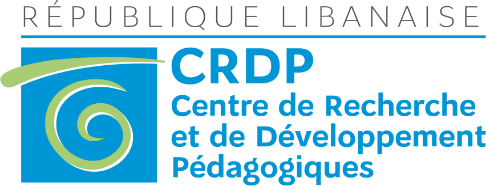 RÉPUBLIQUE LIBANAISE
CRDP
Centre de Recherche
et de Développement
Pédagogiques